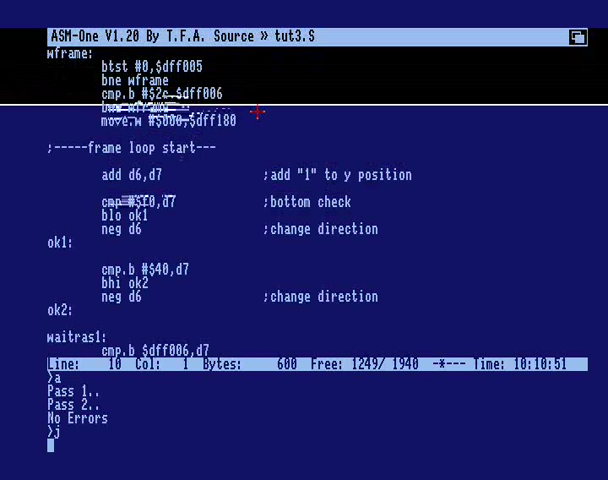 ASM-One V1.20 By T.F.A. Source » tut3.S
wframe:
btst #0,$dff005
bne wframe
cmp.b #$2c,$dff006
move.w #$000,$dff180
;-----frame loop start---
add d6,d7 ;add "1" to y position
cmp #$f0,d7 ;bottom check
blo ok1
neg d6 ;change direction
ok1:
cmp.b #$40,d7
bhi ok2
neg d6 ;change direction
ok2:
waitras1:
cmp.b $dff006,d7
Line: 10 Col: 1 Bytes: 600 Free: 1249/ 1940 -*--- Time: 10:10:51
>a
Pass 1..
Pass 2..
No Errors
>j